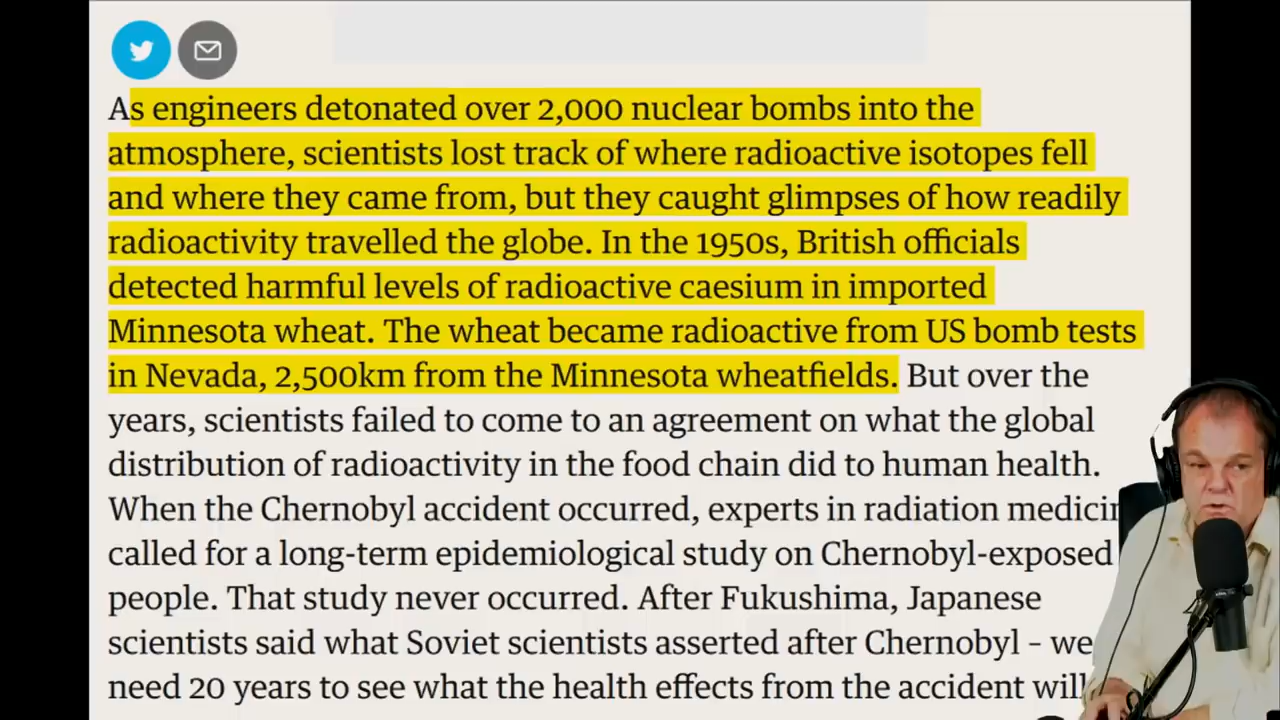 As engineers detonated over 2,000 nuclear bombs into the
atmosphere, scientists lost track of where radioactive isotopes fell
and where they came from, but they caught glimpses of how readily
radioactivity travelled the globe. In the 1950s, British officials
detected harmful levels of radioactive caesium in imported
Minnesota wheat. The wheat became radioactive from US bomb tests
in Nevada, 2,500km from the Minnesota wheatfields. But over the
years, scientists failed to come to an agreement on what the global
distribution of radioactivity in the food chain did to human health.
When the Chernobyl accident occurred, experts in radiation medicin
called for a long-term epidemiological study on Chernobyl-exposed
people. That study never occurred. After Fukushima, Japanese
scientists said what Soviet scientists asserted after Chernobyl – we
need 20 years to see what the health effects from the accident will